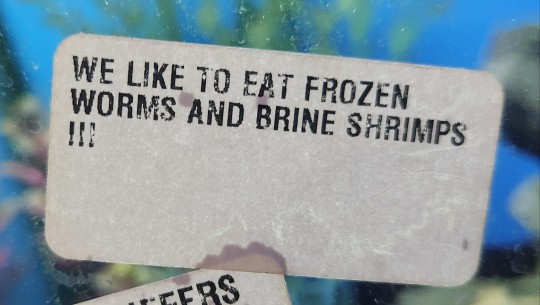 WE LIKE TO EAT FROZEN
WORMS AND BRINE SHRIMPS
!!!